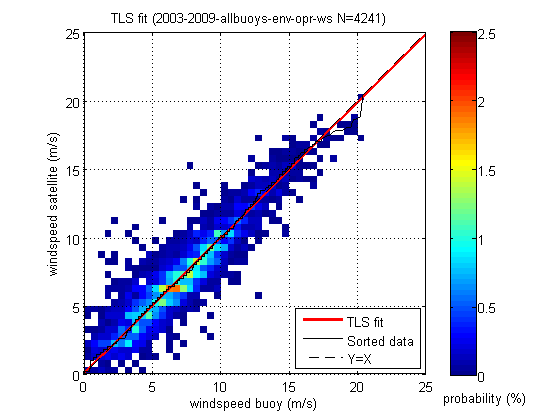 TLS fit (2003-2009-allbuoys-env-opr-ws N=4241)
25
20
15
10
5
0
windspeed satellite (m/s)
0 5 10 15 20 25
windspeed buoy (m/s)
TLS fit
Sorted data
Y=X
2.5
2
1.5
1
0.5
0
probability (%)